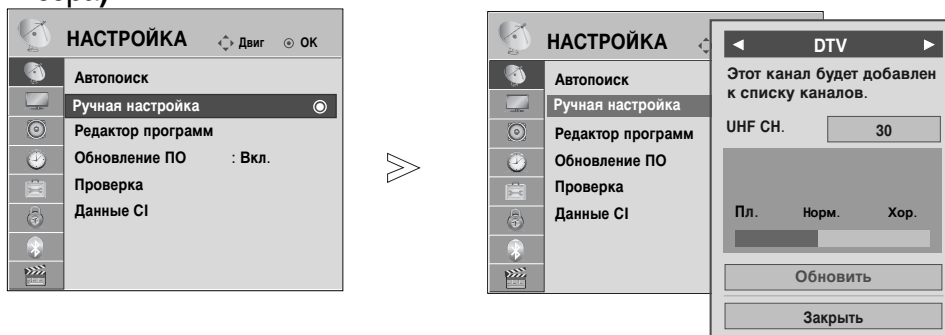 НАСТРОЙКА Двиг OK
Автопоиск
Ручная настройка
Редактор программ
Обновление ПО : Вкл.
Проверка
Данные CI
НАСТРОЙКА
Автопоиск
Ручная настройка
Редактор программ
Обновление ПО
Проверка
Данные CI
◄ DTV ►
Этот канал будет добавлен
к списку каналов.
UHF CH. 30
Пл. Норм. Хор.
Обновить
Закрыть